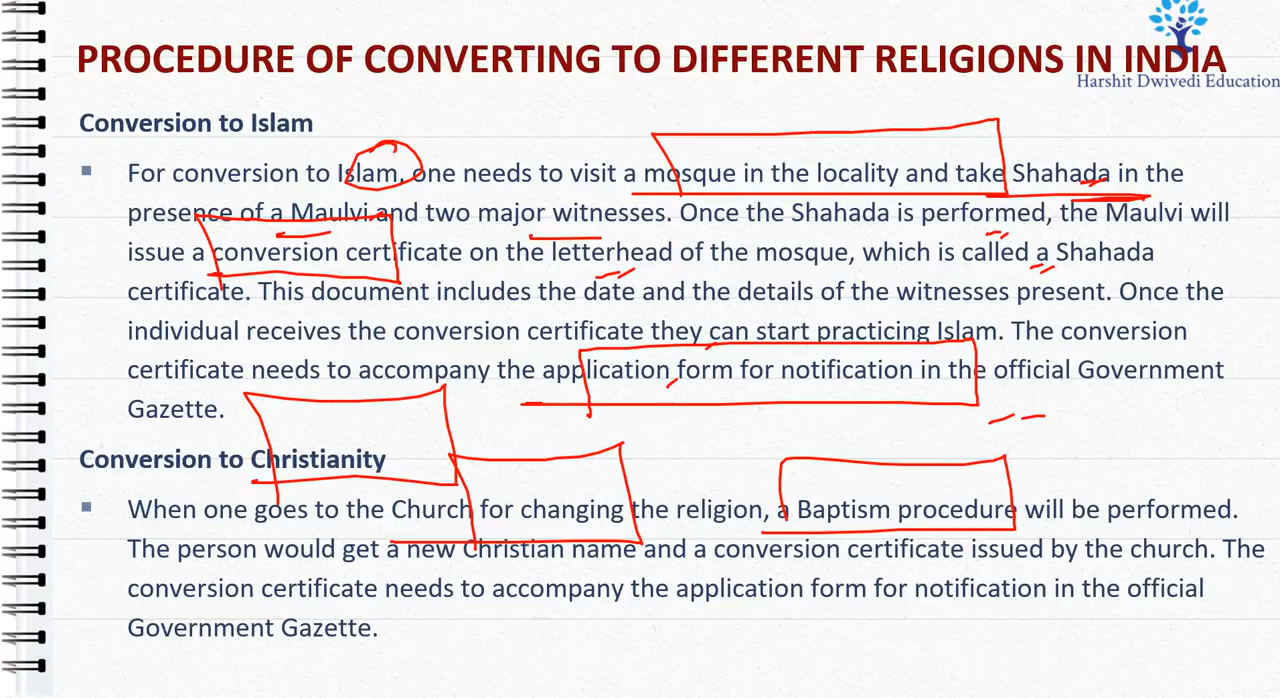 PROCEDURE OF CONVERTING TO DIFFERENT RELIGIONS IN INDIA
Harshit Dwivedi Education
Conversion to Islam
For conversion to Islam, one needs to visit a mosque in the locality and take Shahada in the
presence of a Maulvi and two major witnesses. Once the Shahada is performed, the Maulvi will
issue a conversion certificate on the letterhead of the mosque, which is called a Shahada
certificate. This document includes the date and the details of the witnesses present. Once the
individual receives the conversion certificate they can start practicing Islam. The conversion
certificate needs to accompany the application form for notification in the official Government
Gazette.
Conversion to Christianity
When one goes to the Church for changing the religion, a Baptism procedure will be performed.
The person would get a new Christian name and a conversion certificate issued by the church. The
conversion certificate needs to accompany the application form for notification in the official
Government Gazette.